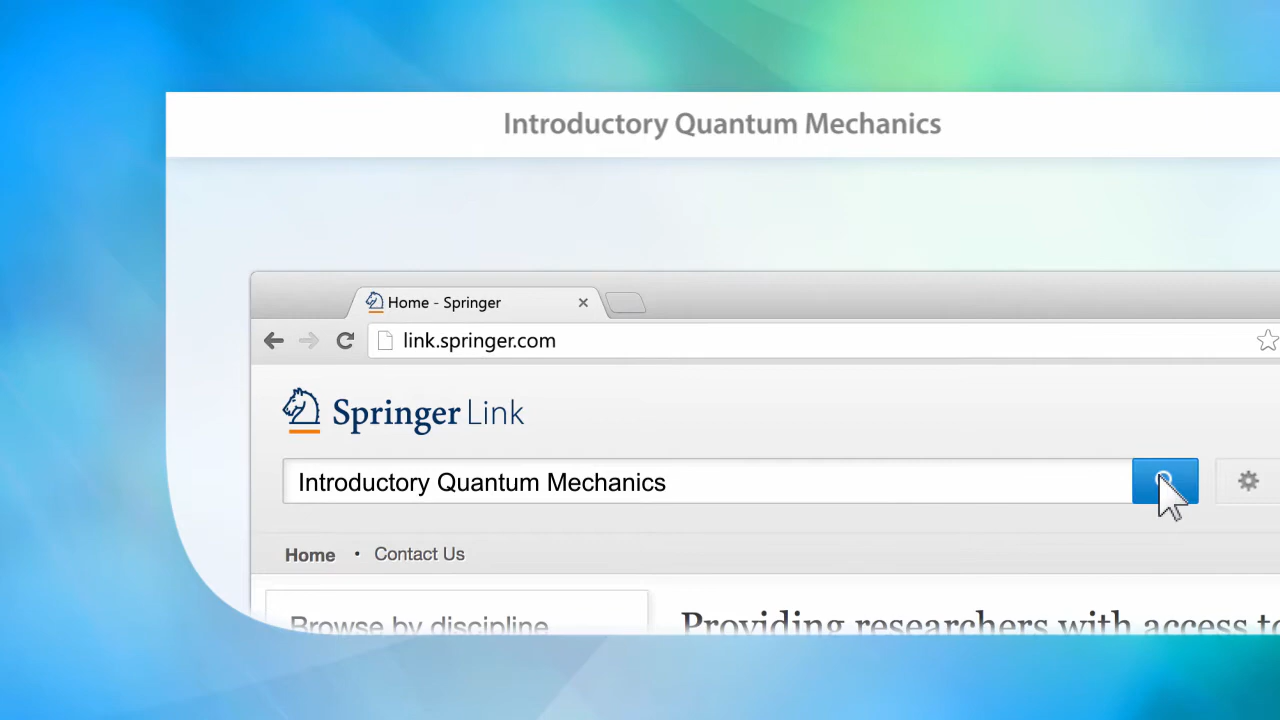 Introductory Quantum Mechanics
Home - Springer
link.springer.com
Springer Link
Introductory Quantum Mechanics
Home • Contact Us
Browse by discipline
Providing researchers with access to